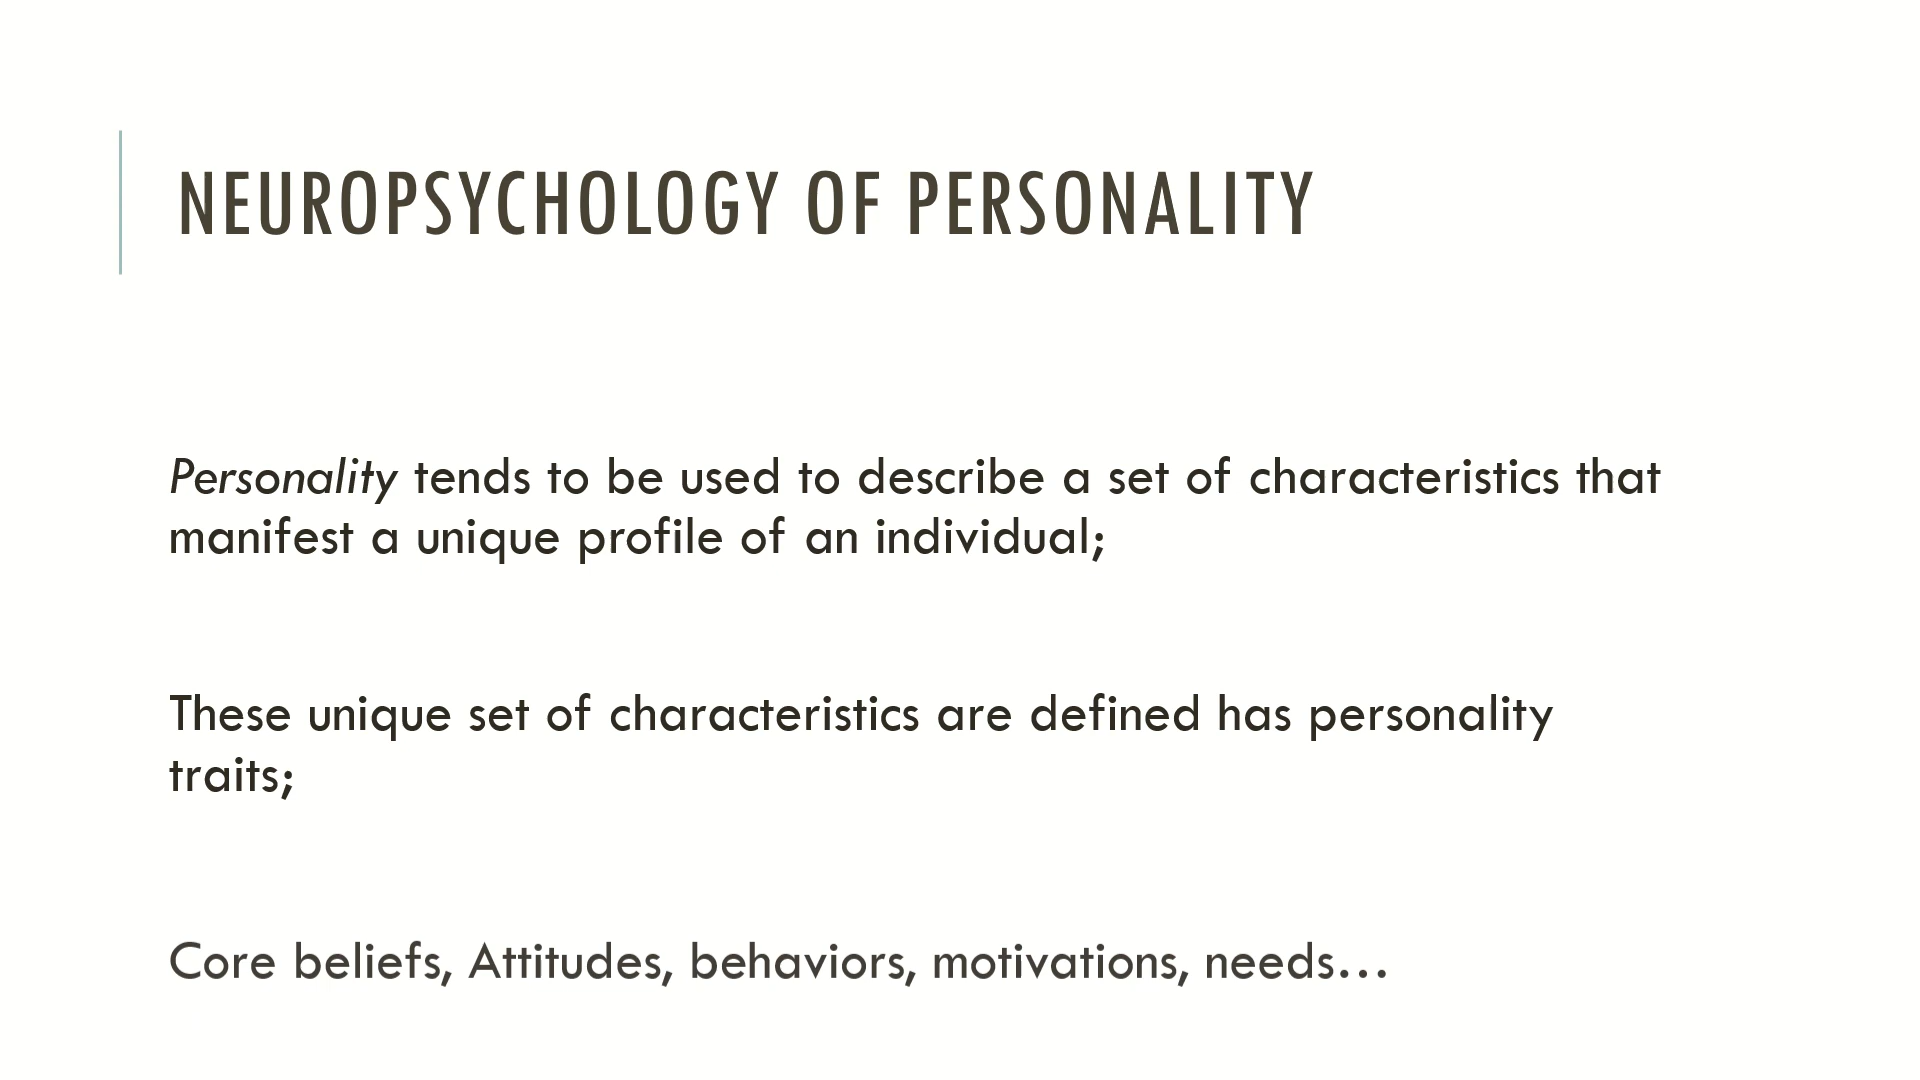 NEUROPSYCHOLOGY OF PERSONALITY
Personality tends to be used to describe a set of characteristics that
manifest a unique profile of an individual;
These unique set of characteristics are defined has personality
traits;
Core beliefs, Attitudes, behaviors, motivations, needs…